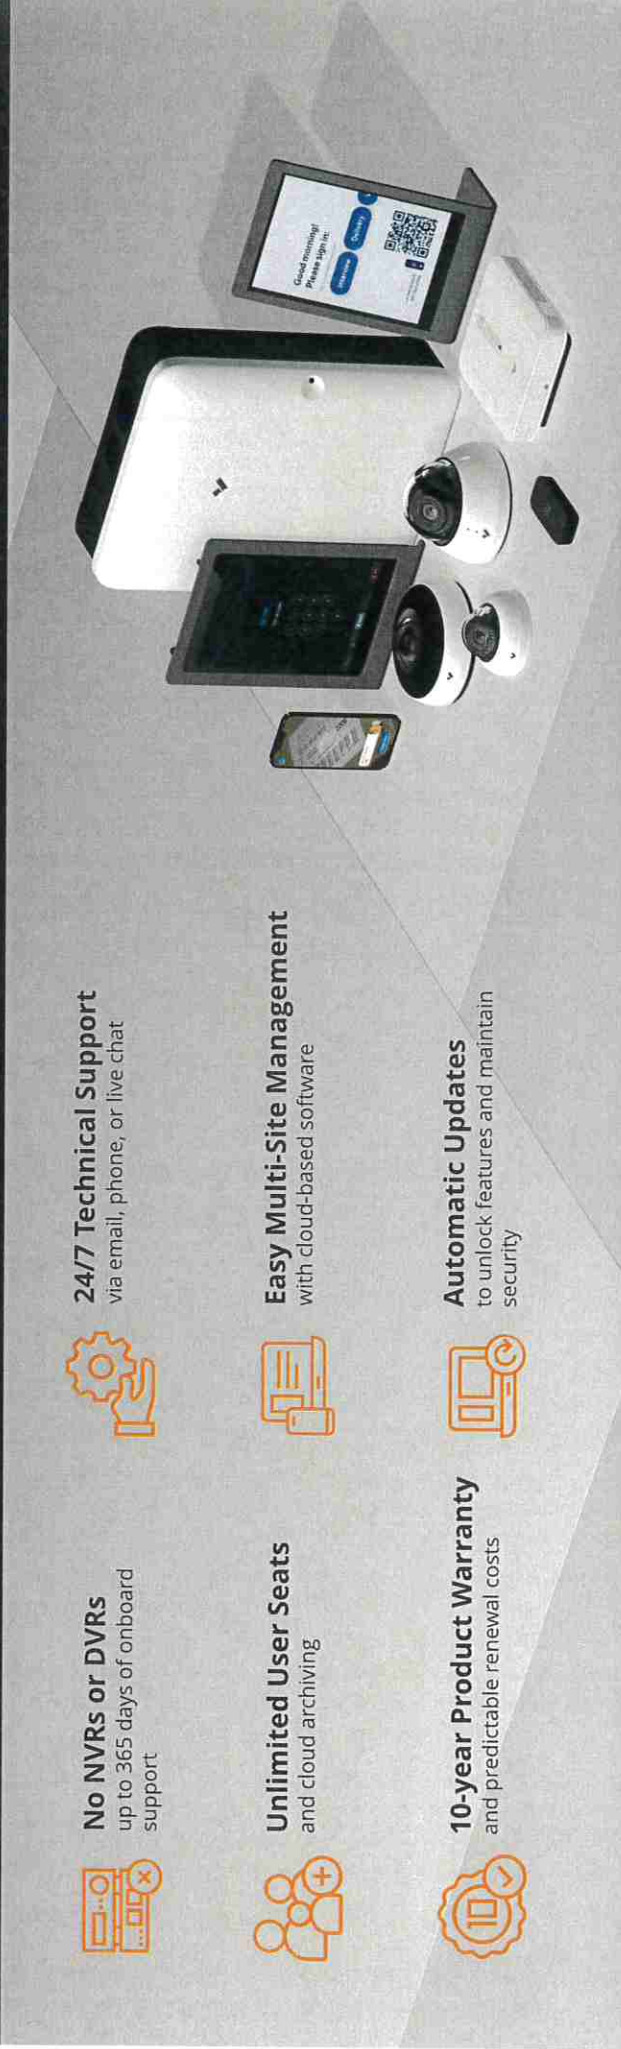 No NVRs or DVRs
up to 365 days of onboard
support
24/7 Technical Support
via email, phone, or live chat
Unlimited User Seats
and cloud archiving
Easy Multi-Site Management
with cloud-based software
10-year Product Warranty
and predictable renewal costs
Automatic Updates
to unlock features and maintain
security
10
Good morning!
Please sign in:
Interview
Delivery